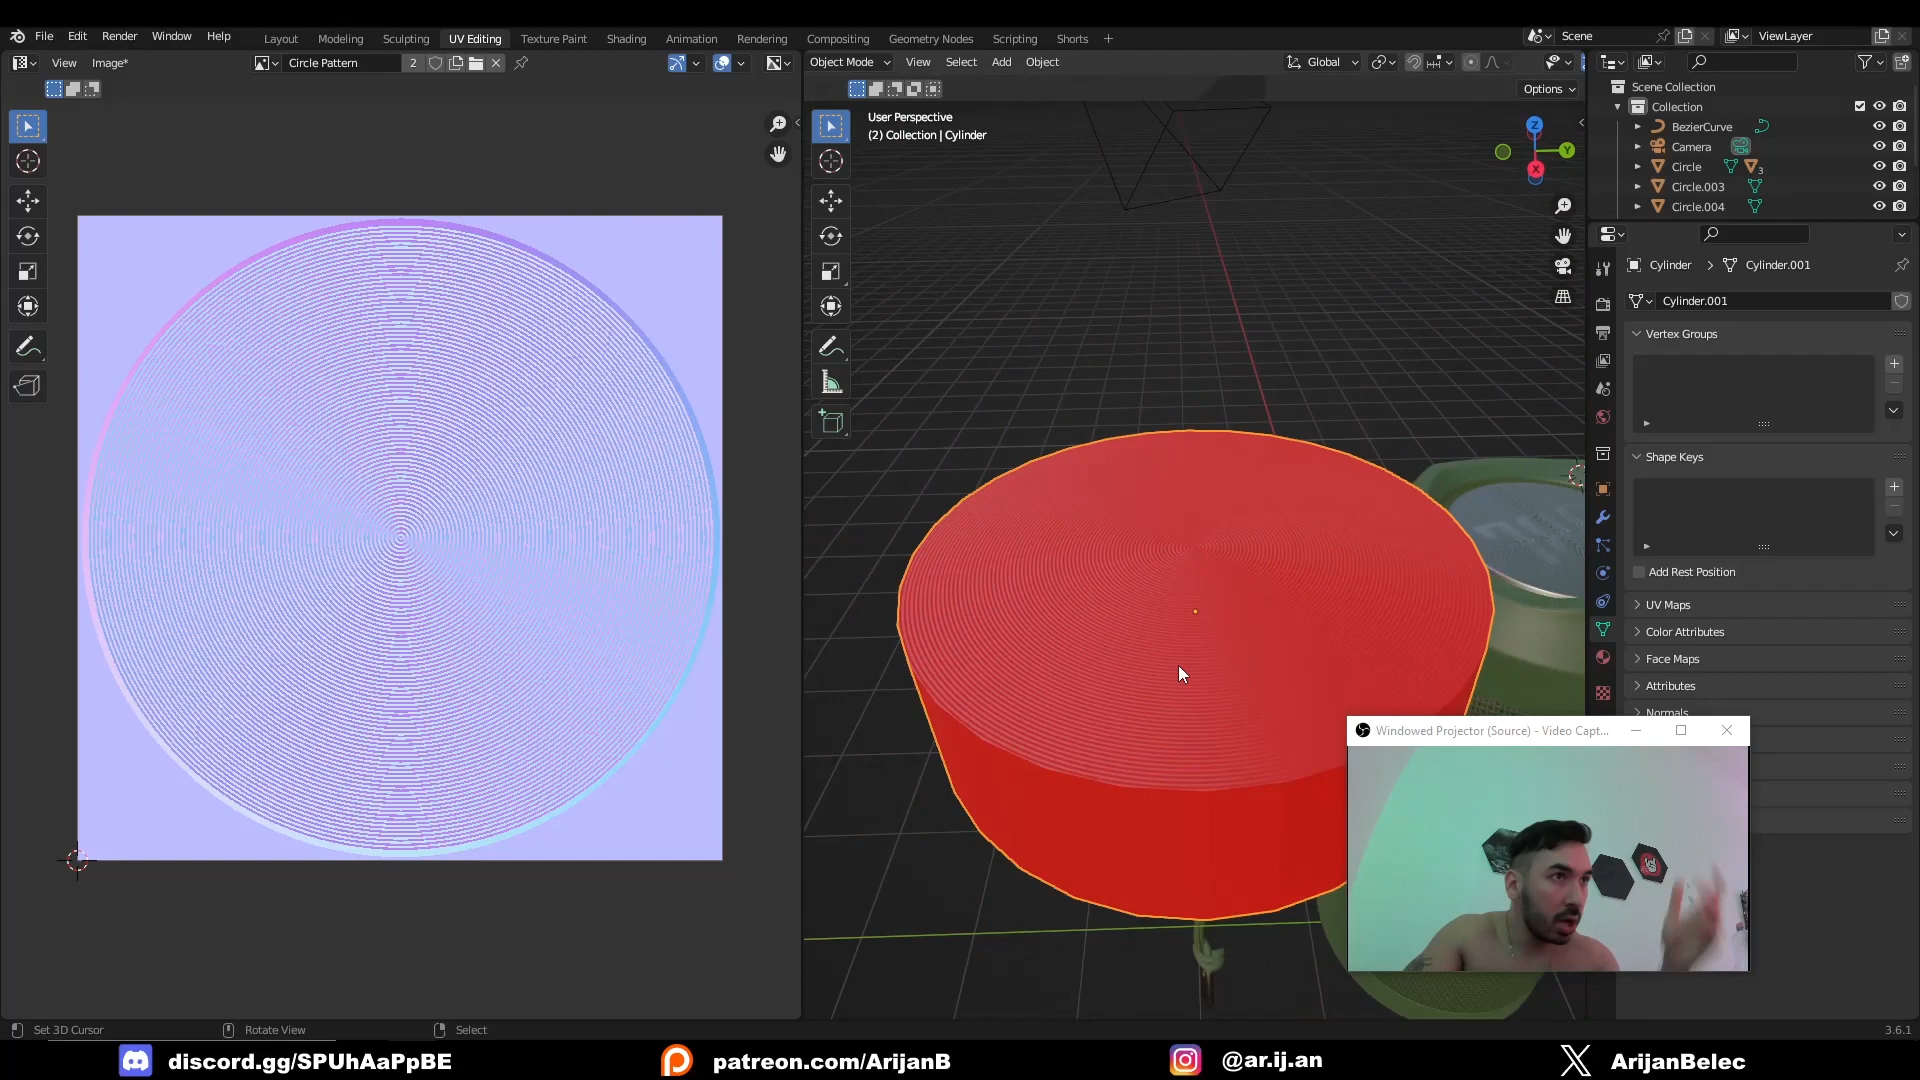 File Edit Render Window Help
Layout Modeling Sculpting UV Editing Texture Paint Shading Animation Rendering Compositing Geometry Nodes Scripting Shorts +
Scene
ViewLayer
View Image*
Circle Pattern 2
Object Mode View Select Add Object
Global
Options
User Perspective
(2) Collection | Cylinder
Z
Y
X
Scene Collection
Collection
BezierCurve
Camera
Circle 3
Circle.003
Circle.004
Cylinder > Cylinder.001
Cylinder.001
Vertex Groups
Shape Keys
Add Rest Position
UV Maps
Color Attributes
Face Maps
Attributes
Normals
Windowed Projector (Source) - Video Capt...
Set 3D Cursor Rotate View Select
3.6.1
discord.gg/SPUhAaPpBE patreon.com/ArijanB @ar.ij.an ArijanBelec